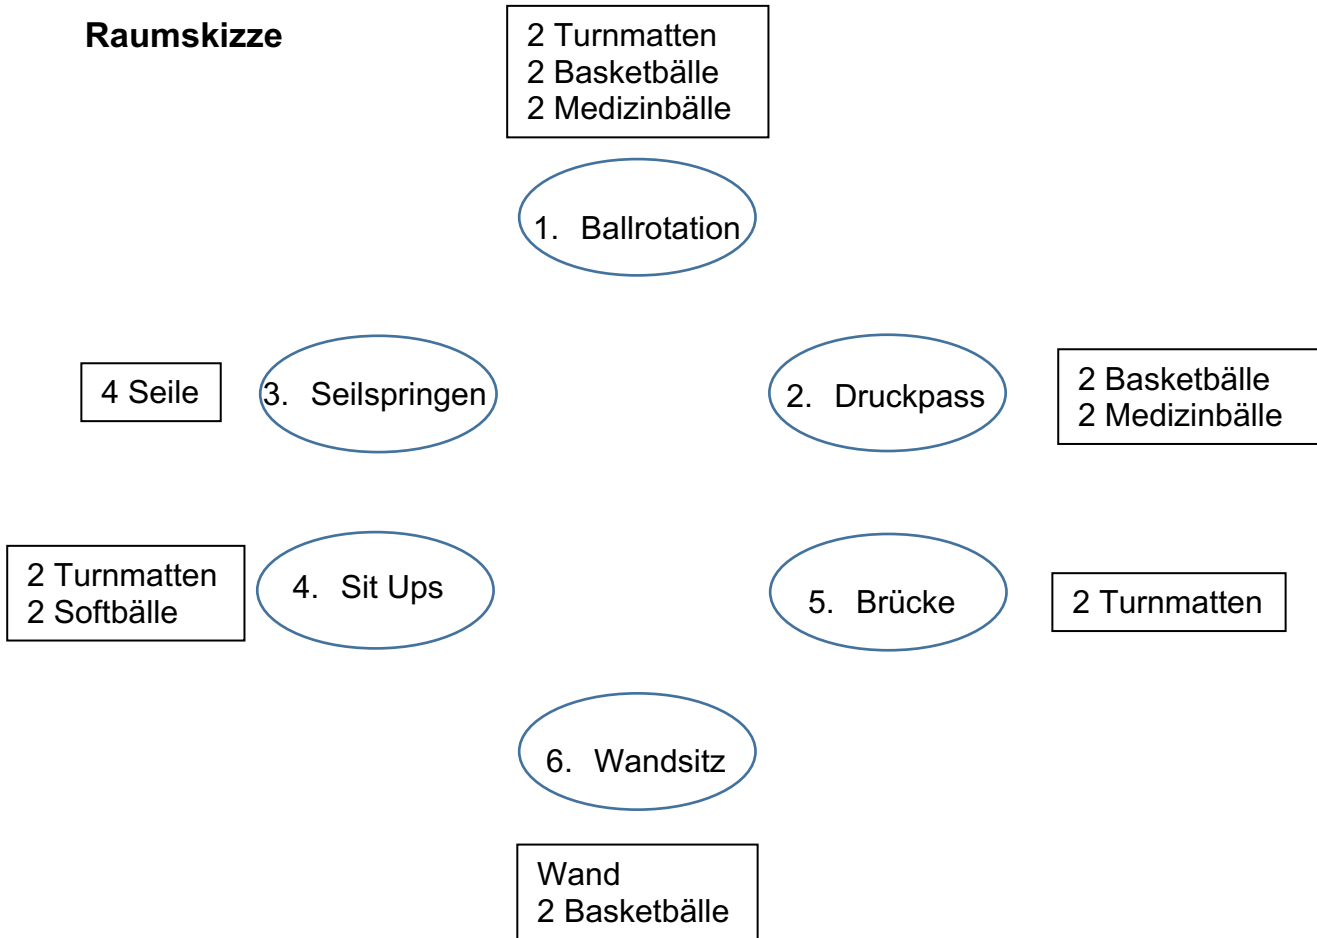 Raumskizze
2 Turnmatten
2 Basketbälle
2 Medizinbälle
1. Ballrotation
4 Seile
3. Seilspringen
2. Druckpass
2 Basketbälle
2 Medizinbälle
2 Turnmatten
2 Softbälle
4. Sit Ups
5. Brücke
2 Turnmatten
6. Wandsitz
Wand
2 Basketbälle